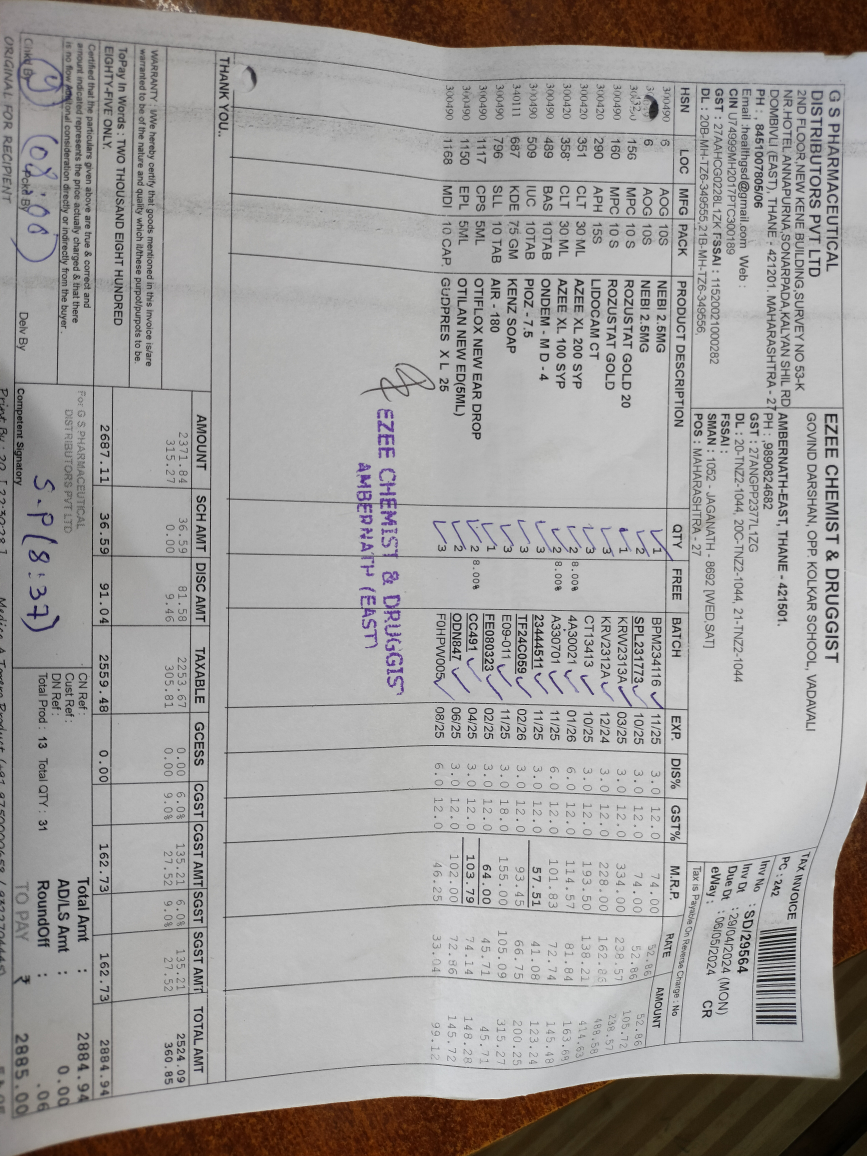 G S PHARMACEUTICAL
DISTRIBUTORS PVT LTD
2ND FLOOR,NEW KENE BUILDING,SURVEY NO 53-K
NR.HOTEL ANNAPURNA,SONARPADA,KALYAN SHIL RD
DOMBIVLI (EAST), THANE - 421201. MAHARASHTRA - 27
PH : , 8451007805/06
Email :healthgsd@gmail.com Web :
CIN U74999MH2017PTC300189
GST : 27AAHCG0228L1ZK FSSAI : 11520021000282
DL : 20B-MH-TZ6-349555,21B-MH-TZ6-349556,
EZEE CHEMIST & DRUGGIST
GOVIND DARSHAN, OPP. KOLKAR SCHOOL, VADAVALI
AMBERNATH-EAST, THANE - 421501.
PH : ,9890824682
GST : 27ANGPP2377L1ZG
DL : 20-TNZ2-1044, 20C-TNZ2-1044, 21-TNZ2-1044
FSSAI :
SMAN : 1052 - JAGANATH - 8692 [WED,SAT]
POS : MAHARASHTRA - 27
TAX INVOICE
PC : 242
Inv No : SD/29564
Inv Dt : 29/04/2024 (MON)
Due Dt : 06/05/2024 CR
eWay :
Tax is Payable On Reverse Charge : No
HSN LOC MFG PACK PRODUCT DESCRIPTION QTY FREE BATCH EXP. DIS% GST% M.R.P. RATE AMOUNT
300490 6 AOG 10S NEBI 2.5MG 1 BPM234116 11/25 3.0 12.0 74.00 52.86 52.86
6 AOG 10S NEBI 2.5MG 2 SPL231773 10/25 3.0 12.0 74.00 52.86 105.72
156 MPC 10 S ROZUSTAT GOLD 20 1 KRW2313A 03/25 3.0 12.0 334.00 238.57 238.57
300490 160 MPC 10 S ROZUSTAT GOLD 3 KRV2312A 12/24 3.0 12.0 228.00 162.86 488.58
300420 290 APH 15S LIDOCAM CT 3 CT13413 10/25 3.0 12.0 193.50 138.21 414.63
300420 351 CLT 30 ML AZEE XL 200 SYP 2 8.00% 4A30021 01/26 6.0 12.0 114.57 81.84 163.68
300420 358 CLT 30 ML AZEE XL 100 SYP 2 8.00% A330701 11/25 6.0 12.0 101.83 72.74 145.48
300490 489 BAS 10TAB ONDEM - M D - 4 3 23444511 11/25 3.0 12.0 57.51 41.08 123.24
300490 509 IUC 10TAB PIOZ - 7.5 3 TF24C059 02/26 3.0 12.0 93.45 66.75 200.25
340111 687 KDE 75 GM KENZ SOAP 3 E09-011 11/25 3.0 18.0 155.00 105.09 315.27
300490 796 SLL 10 TAB AIR - 180 1 FE080323 02/25 3.0 12.0 64.00 45.71 45.71
300490 1117 CPS 5ML OTIFLOX NEW EAR DROP 2 8.00% CC491 04/25 3.0 12.0 103.79 74.14 148.28
300490 1150 EPL 5ML OTILAN NEW ED(5ML) 2 ODN847 06/25 3.0 12.0 102.00 72.86 145.72
300490 1168 MDI 10 CAP. GUDPRES X L 25 3 F0HPW005 08/25 6.0 12.0 46.25 33.04 99.12
EZEE CHEMIST & DRUGGIS
AMBERNATH (EAST)
THANK YOU..
AMOUNT SCH AMT DISC AMT TAXABLE GCESS CGST CGST AMT SGST SGST AMT TOTAL AMT
2371.84 36.59 81.58 2253.67 0.00 6.0% 135.21 6.0% 135.21 2524.09
315.27 0.00 9.46 305.81 0.00 9.0% 27.52 9.0% 27.52 360.85
2687.11 36.59 91.04 2559.48 0.00 162.73 162.73 2884.94
WARRANTY :I/We hereby certify that goods mentioned in this invoice is/are
warranted to be of the nature and quality which it/these purpot/purpots to be.
ToPay In Words : TWO THOUSAND EIGHT HUNDRED
EIGHTY-FIVE ONLY.
Certified that the particulars given above are true & correct and
amount indicated represents the price actually charged & that there
is no flow additional consideration directly or indirectly from the buyer .
Delv By
ORIGINAL FOR RECIPIENT
For G S PHARMACEUTICAL
DISTRIBUTORS PVT LTD
S.P(8:37)
Competent Signatory
CN Ref :
Cust Ref :
DN Ref :
Total Prod : 13 Total QTY : 31
Total Amt : 2884.94
AD/LS Amt : 0.00
RoundOff : .06
TO PAY ₹ 2885.00